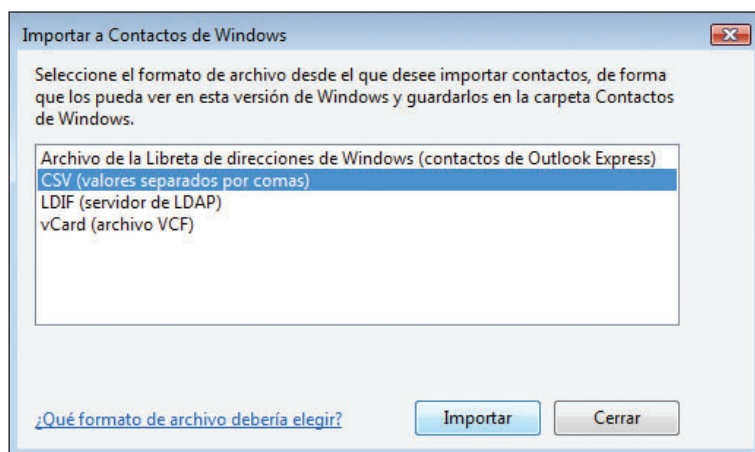 Importar a Contactos de Windows
Seleccione el formato de archivo desde el que desee importar contactos, de forma
que los pueda ver en esta versión de Windows y guardarlos en la carpeta Contactos
de Windows.
Archivo de la Libreta de direcciones de Windows (contactos de Outlook Express)
CSV (valores separados por comas)
LDIF (servidor de LDAP)
vCard (archivo VCF)
¿Qué formato de archivo debería elegir?
Importar
Cerrar